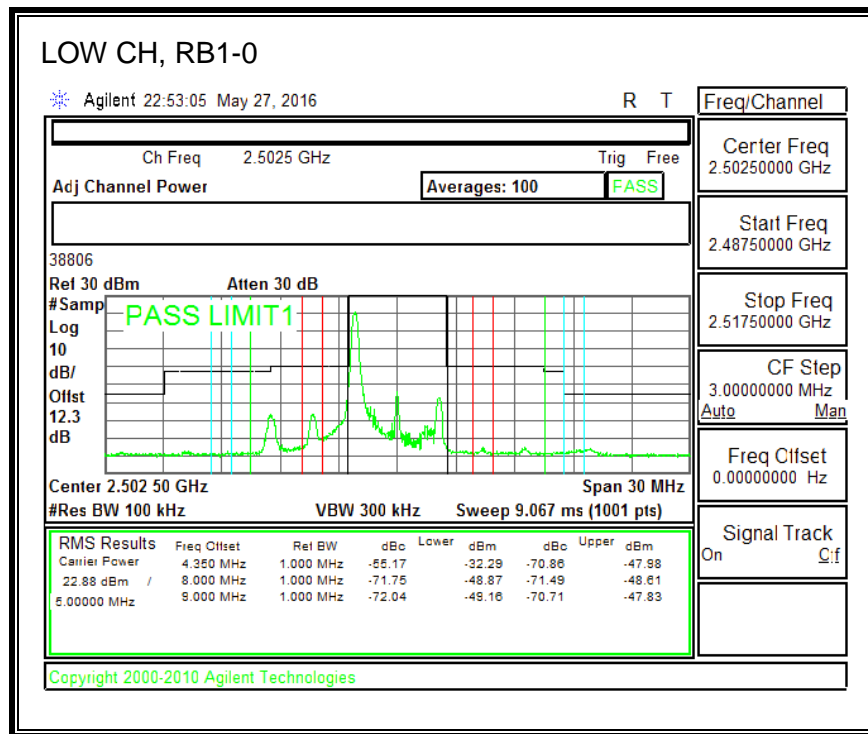 LOW CH, RB1-0
Agilent 22:53:05 May 27, 2016 R T
Freq/Channel
Ch Freq 2.5025 GHz Trig Free
Adj Channel Power Averages: 100 PASS
Center Freq
2.50250000 GHz
Start Freq
2.48750000 GHz
Stop Freq
2.51750000 GHz
CF Step
3.00000000 MHz
Auto Man
Freq Offset
0.00000000 Hz
Signal Track
On Off
38806
Ref 30 dBm Atten 30 dB
#Samp
Log
10
dB/
Offst
12.3
dB
PASS LIMIT1
Center 2.502 50 GHz Span 30 MHz
#Res BW 100 kHz VBW 300 kHz Sweep 9.067 ms (1001 pts)
RMS Results Freq Offset Ref BW dBc Lower dBm dBc Upper dBm
Carrier Power 4.350 MHz 1.000 MHz -55.17 -32.29 -70.86 -47.98
22.88 dBm / 8.000 MHz 1.000 MHz -71.75 -48.87 -71.49 -48.61
5.00000 MHz 9.000 MHz 1.000 MHz -72.04 -49.16 -70.71 -47.83
Copyright 2000-2010 Agilent Technologies